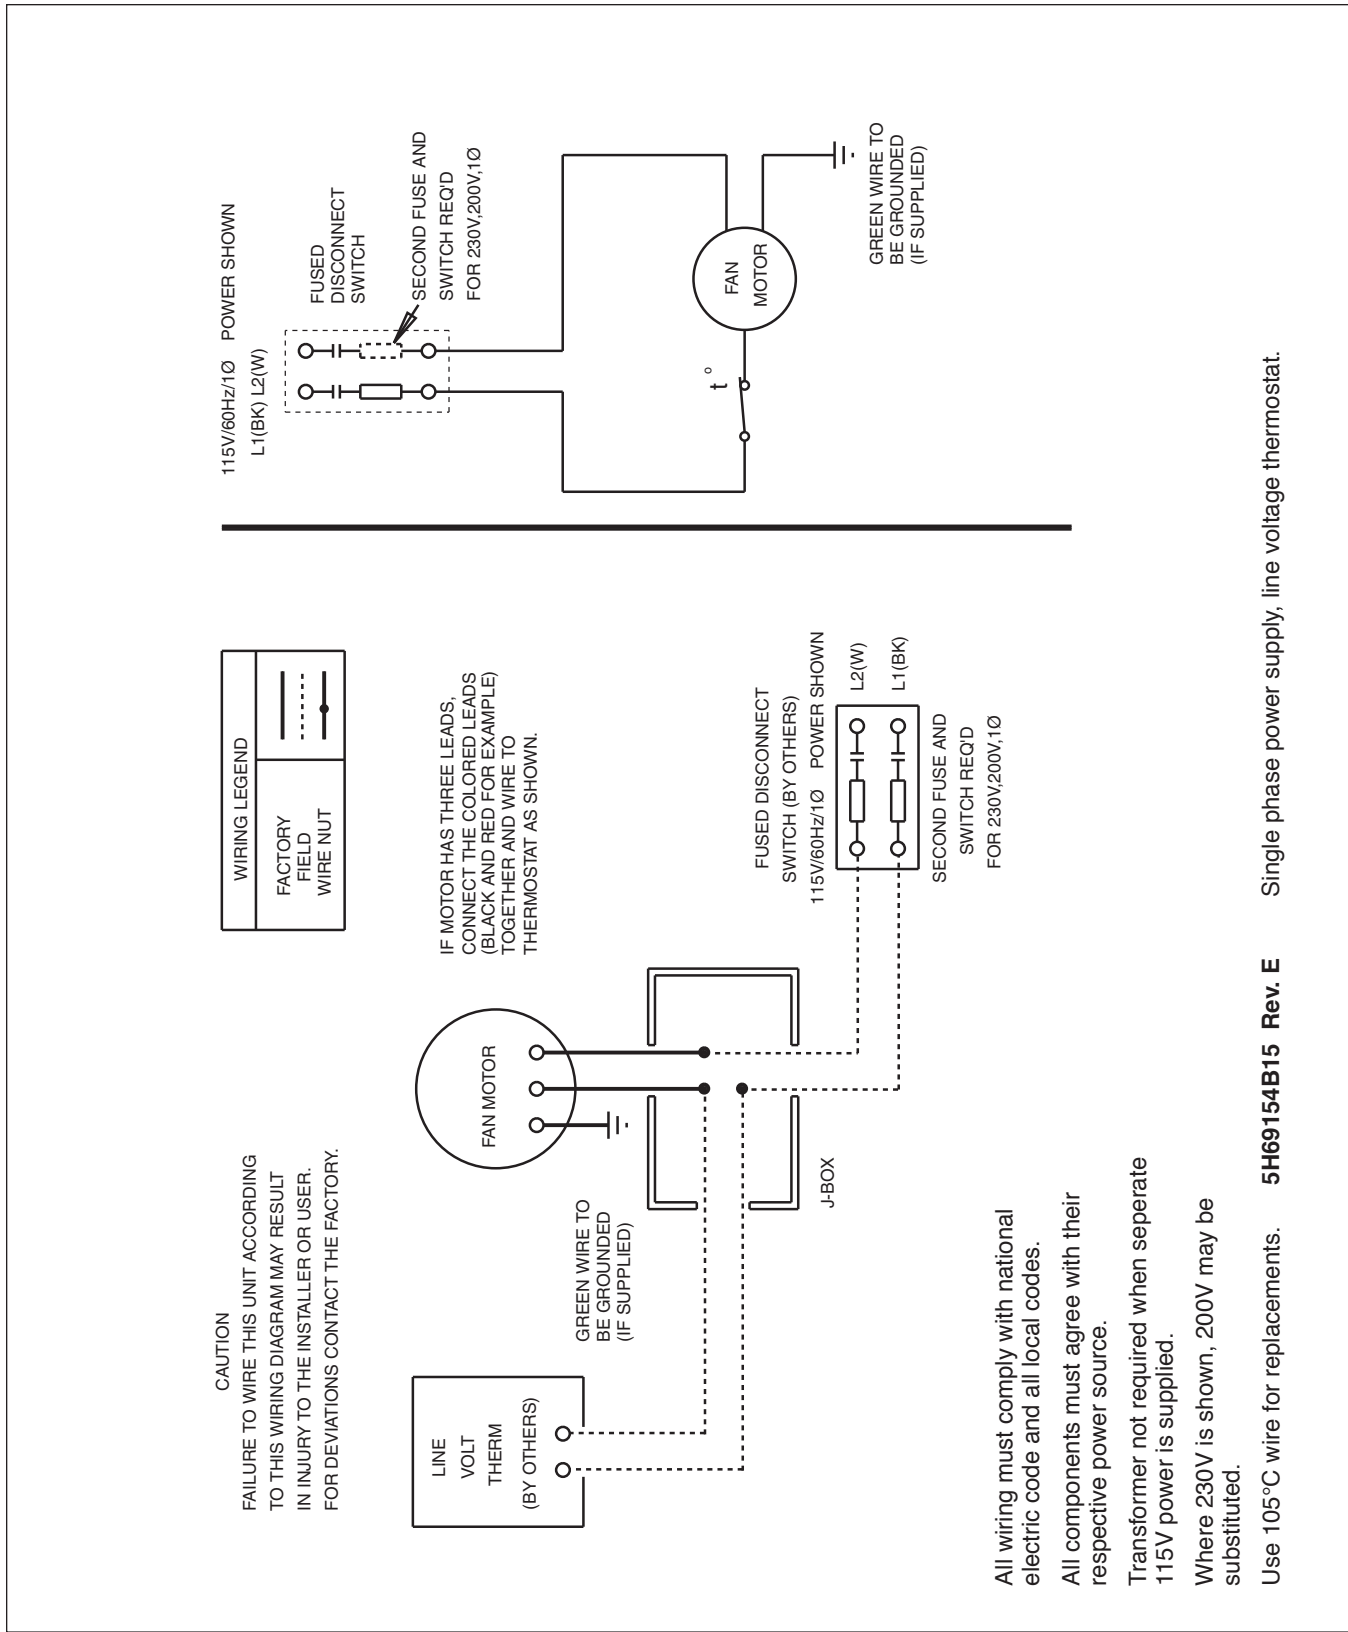 CAUTION
FAILURE TO WIRE THIS UNIT ACCORDING
TO THIS WIRING DIAGRAM MAY RESULT
IN INJURY TO THE INSTALLER OR USER.
FOR DEVIATIONS CONTACT THE FACTORY.
WIRING LEGEND
FACTORY
FIELD
WIRE NUT
LINE
VOLT
THERM
(BY OTHERS)
GREEN WIRE TO
BE GROUNDED
(IF SUPPLIED)
FAN MOTOR
IF MOTOR HAS THREE LEADS,
CONNECT THE COLORED LEADS
(BLACK AND RED FOR EXAMPLE)
TOGETHER AND WIRE TO
THERMOSTAT AS SHOWN.
J-BOX
FUSED DISCONNECT
SWITCH (BY OTHERS)
115V/60Hz/1Ø POWER SHOWN
L2(W)
L1(BK)
SECOND FUSE AND
SWITCH REQ'D
FOR 230V,200V,1Ø
115V/60Hz/1Ø POWER SHOWN
L1(BK) L2(W)
FUSED
DISCONNECT
SWITCH
SECOND FUSE AND
SWITCH REQ'D
FOR 230V,200V,1Ø
t°
FAN
MOTOR
GREEN WIRE TO
BE GROUNDED
(IF SUPPLIED)
All wiring must comply with national
electric code and all local codes.
All components must agree with their
respective power source.
Transformer not required when seperate
115V power is supplied.
Where 230V is shown, 200V may be
substituted.
Use 105°C wire for replacements. 5H69154B15 Rev. E Single phase power supply, line voltage thermostat.